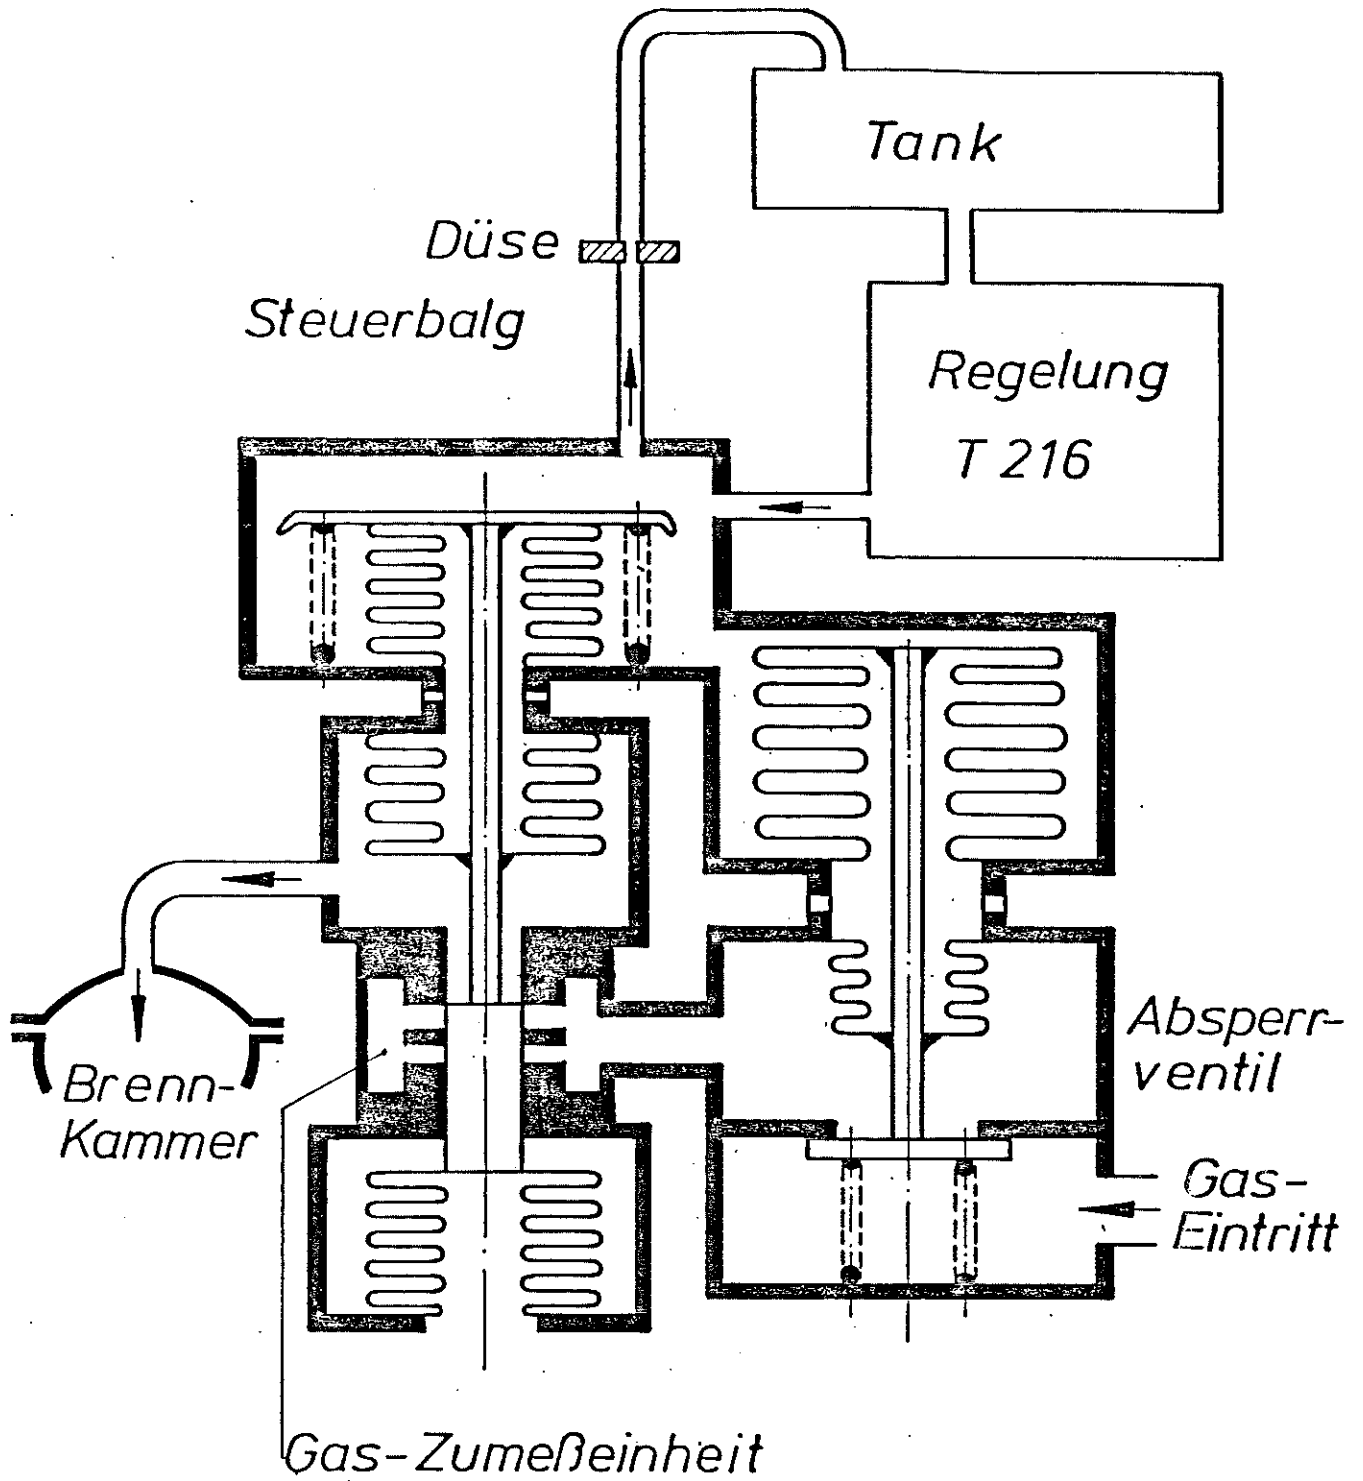 Tank
Düse
Steuerbalg
Regelung
T 216
Absperr-
ventil
Brenn-
Kammer
Gas-
Eintritt
Gas-Zumeßeinheit